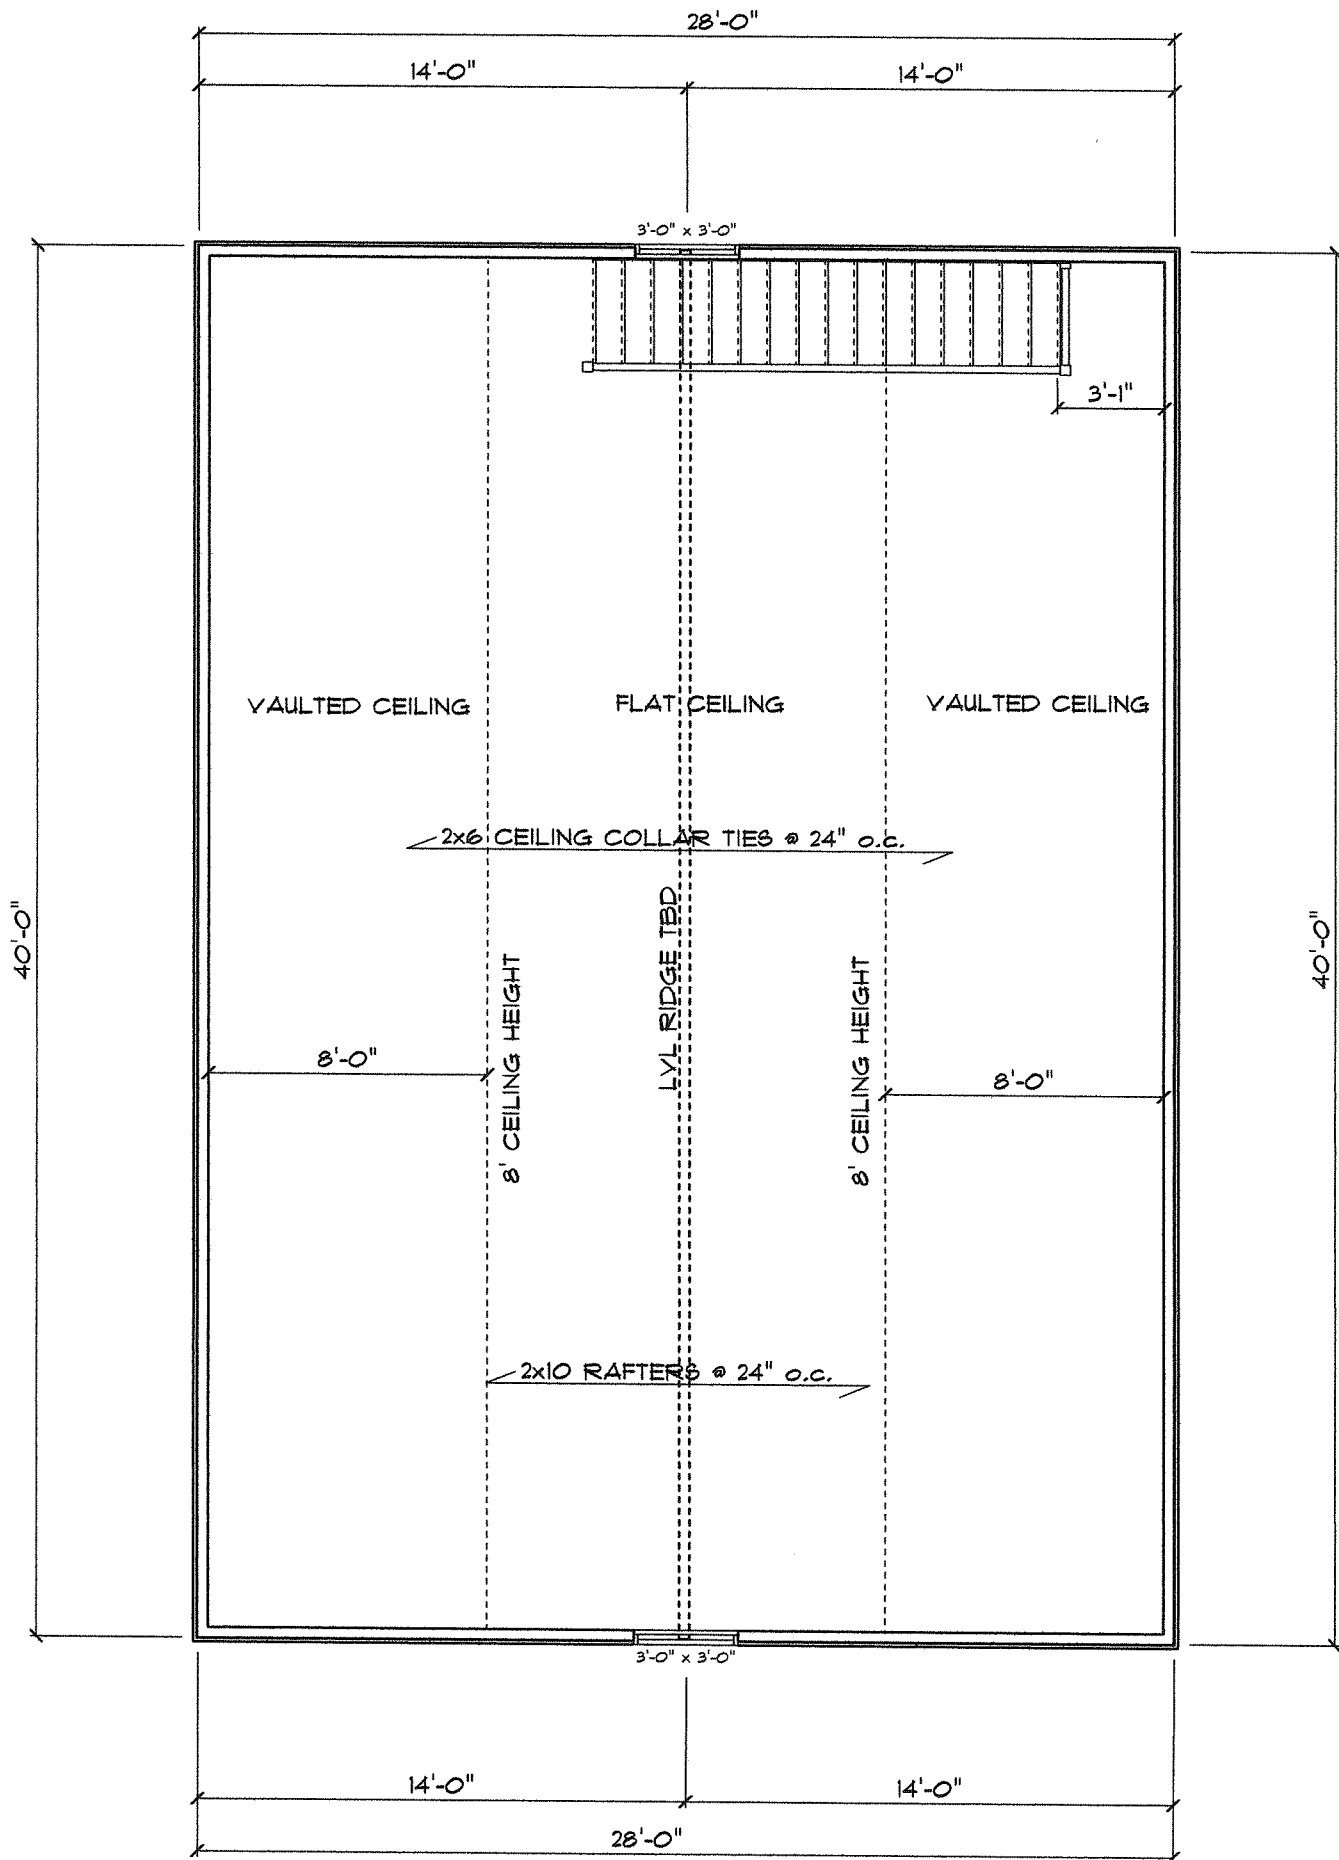 28'-0"
14'-0"
14'-0"
3'-0" x 3'-0"
3'-1"
VAULTED CEILING
FLAT CEILING
VAULTED CEILING
2x6 CEILING COLLAR TIES @ 24" o.c.
40'-0"
40'-0"
LVL RIDGE TBD
8' CEILING HEIGHT
8' CEILING HEIGHT
8'-0"
8'-0"
2x10 RAFTERS @ 24" o.c.
3'-0" x 3'-0"
14'-0"
14'-0"
28'-0"